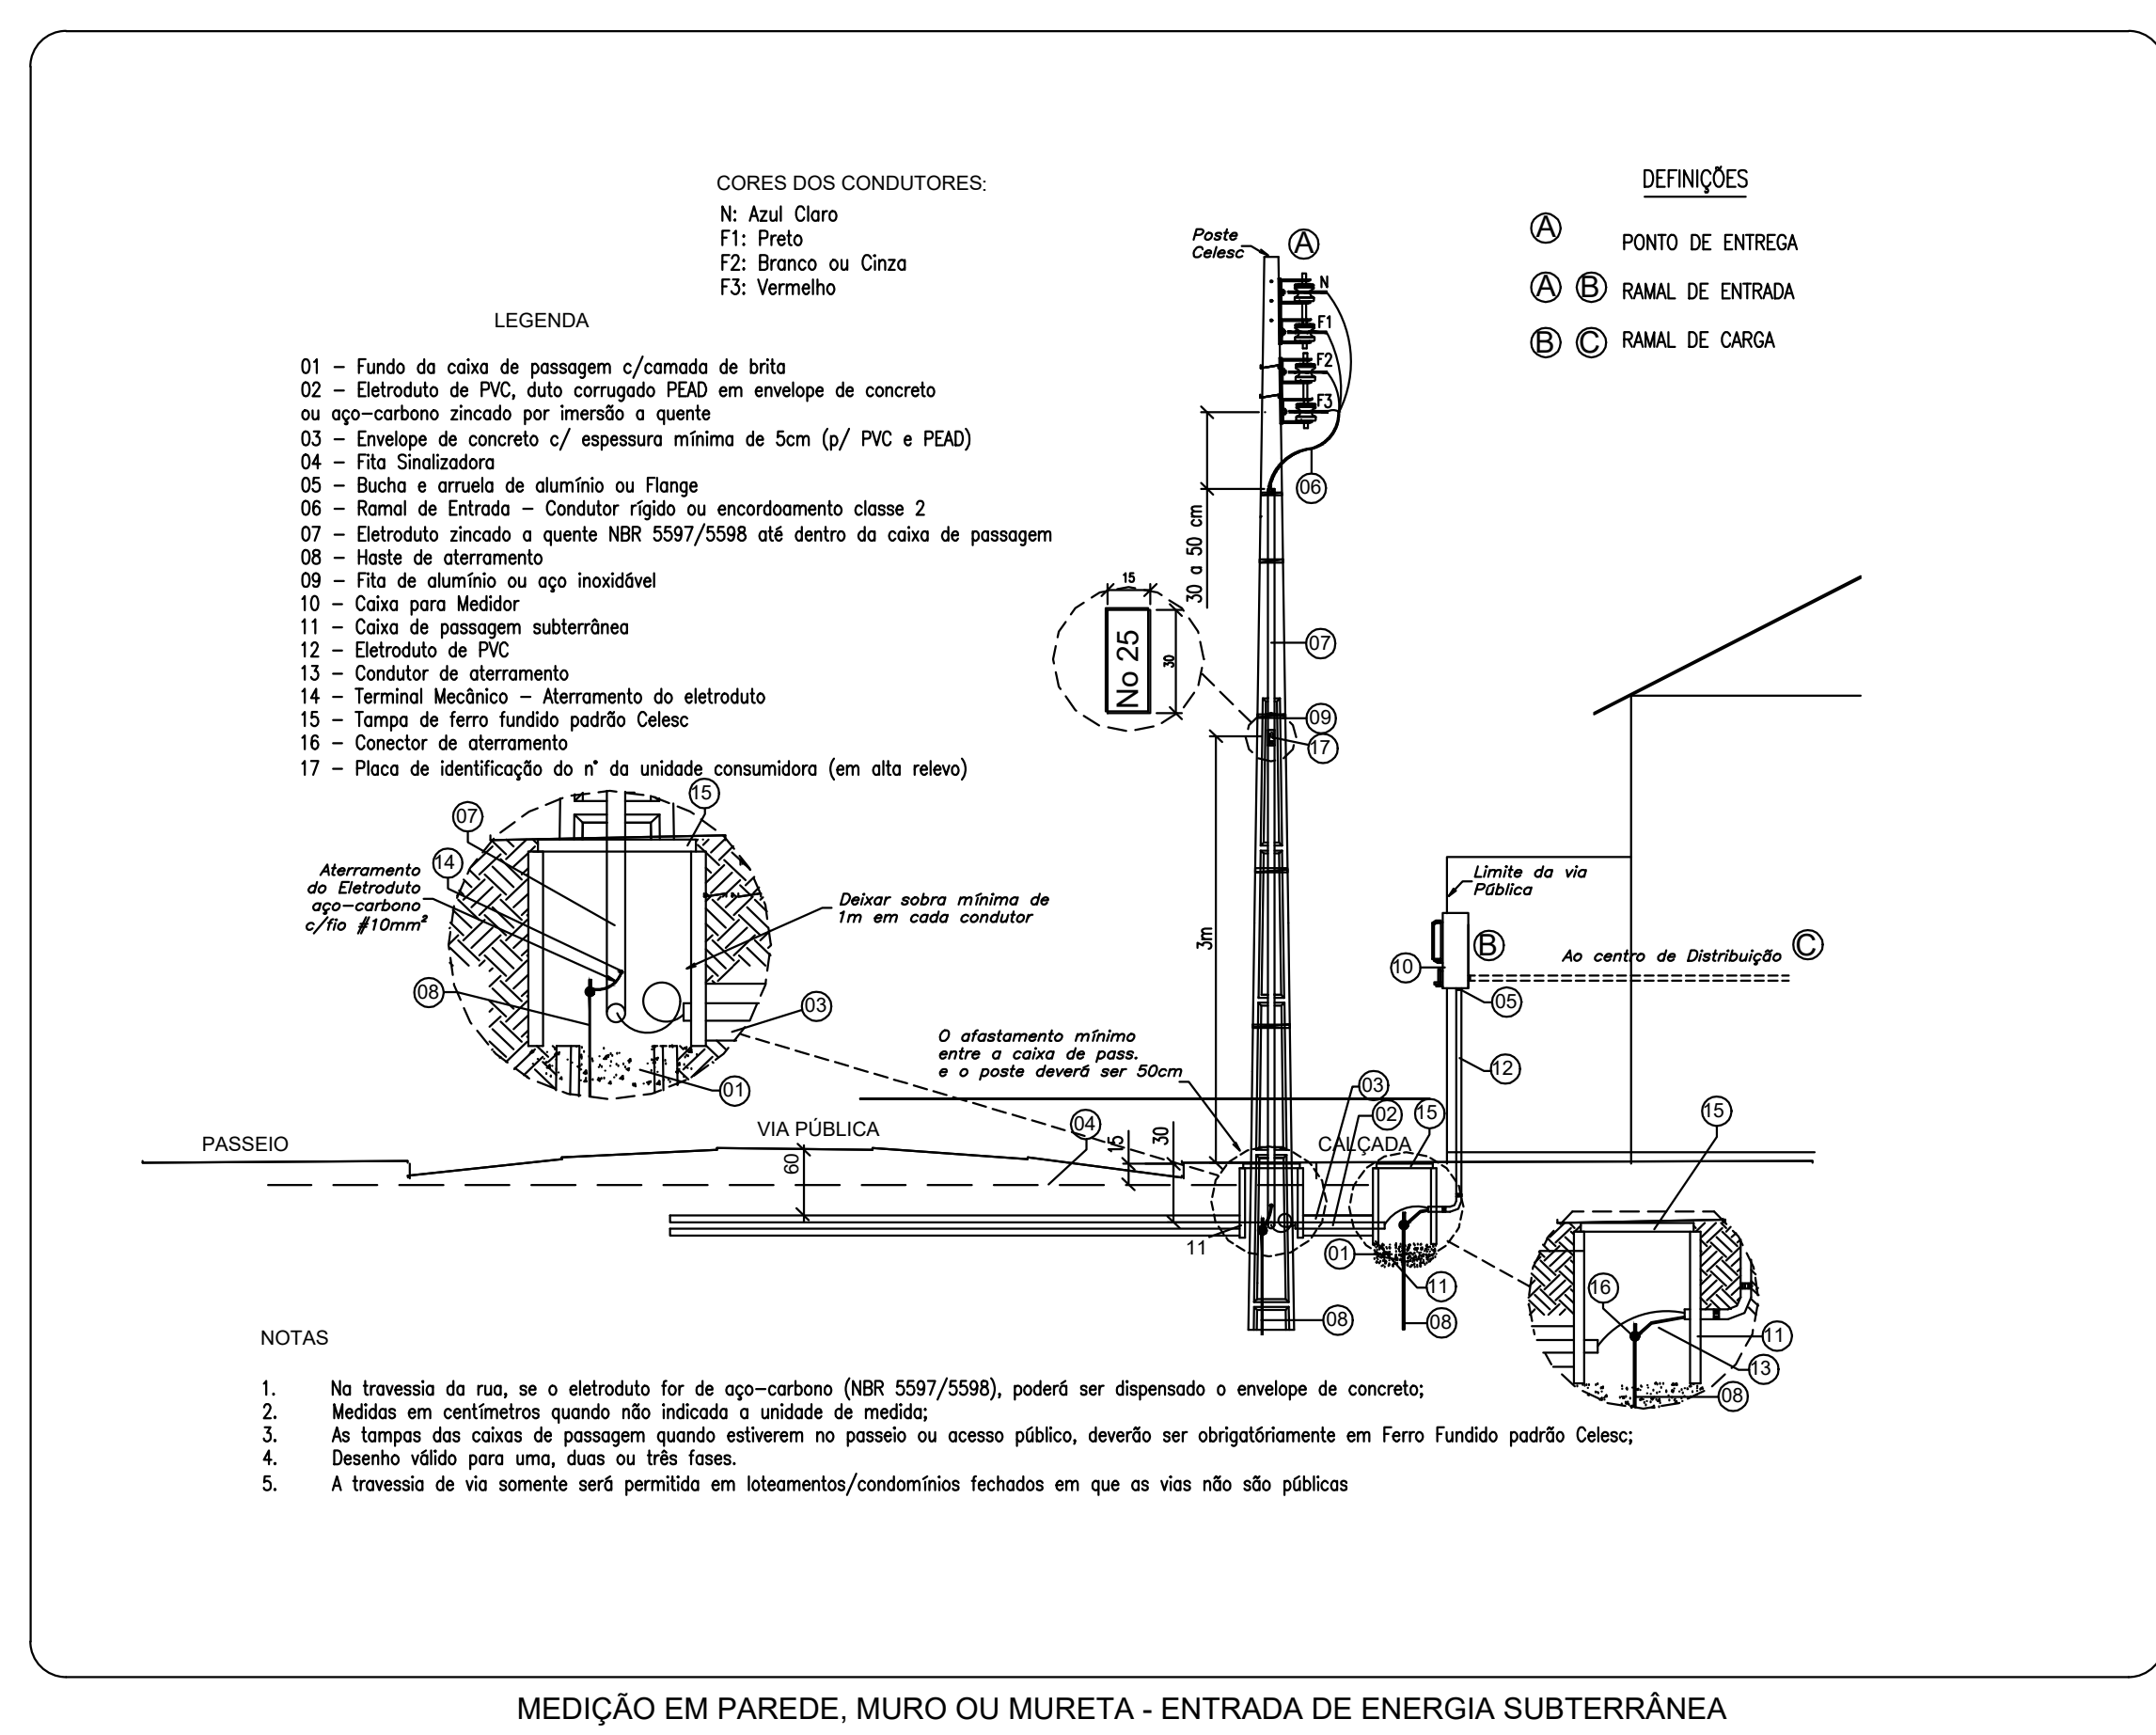 CORES DOS CONDUTORES:
N: Azul Claro
F1: Preto
F2: Branco ou Cinza
F3: Vermelho
DEFINIÇÕES
A PONTO DE ENTREGA
A B RAMAL DE ENTRADA
B C RAMAL DE CARGA
LEGENDA
01 – Fundo da caixa de passagem c/camada de brita
02 – Eletroduto de PVC, duto corrugado PEAD em envelope de concreto
ou aço-carbono zincado por imersão a quente
03 – Envelope de concreto c/ espessura mínima de 5cm (p/ PVC e PEAD)
04 – Fita Sinalizadora
05 – Bucha e arruela de alumínio ou Flange
06 – Ramal de Entrada – Condutor rígido ou encordoamento classe 2
07 – Eletroduto zincado a quente NBR 5597/5598 até dentro da caixa de passagem
08 – Haste de aterramento
09 – Fita de alumínio ou aço inoxidável
10 – Caixa para Medidor
11 – Caixa de passagem subterrânea
12 – Eletroduto de PVC
13 – Condutor de aterramento
14 – Terminal Mecânico – Aterramento do eletroduto
15 – Tampa de ferro fundido padrão Celesc
16 – Conector de aterramento
17 – Placa de identificação do n° da unidade consumidora (em alta relevo)
Poste
Celesc
A
N
F1
F2
F3
06
30 a 50 cm
15
No 25
30
07
09
17
3m
07
15
14
Aterramento
do Eletroduto
aço-carbono
c/fio #10mm²
Deixar sobra mínima de
1m em cada condutor
08
03
01
Limite da via
Pública
B
10
Ao centro de Distribuição
C
05
12
O afastamento mínimo
entre a caixa de pass.
e o poste deverá ser 50cm
03
02
15
04
15
30
PASSEIO
VIA PÚBLICA
CALÇADA
60
11
01
11
08
08
15
16
11
13
08
NOTAS
1. Na travessia da rua, se o eletroduto for de aço-carbono (NBR 5597/5598), poderá ser dispensado o envelope de concreto;
2. Medidas em centímetros quando não indicada a unidade de medida;
3. As tampas das caixas de passagem quando estiverem no passeio ou acesso público, deverão ser obrigatóriamente em Ferro Fundido padrão Celesc;
4. Desenho válido para uma, duas ou três fases.
5. A travessia de via somente será permitida em loteamentos/condomínios fechados em que as vias não são públicas
MEDIÇÃO EM PAREDE, MURO OU MURETA - ENTRADA DE ENERGIA SUBTERRÂNEA